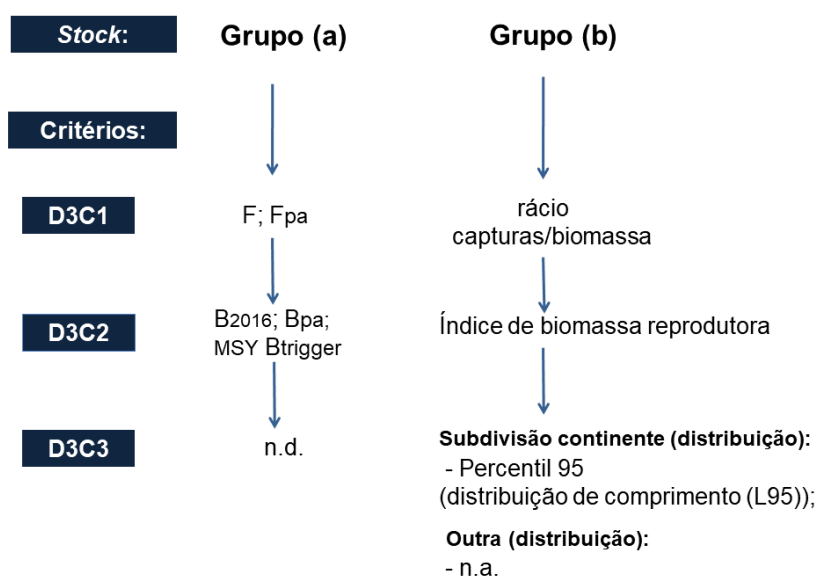 Stock: Grupo (a) Grupo (b)
Critérios:
D3C1 F; Fpa rácio
capturas/biomassa
D3C2 B2016; Bpa;
MSY Btrigger Índice de biomassa reprodutora
D3C3 n.d. Subdivisão continente (distribuição):
- Percentil 95
(distribuição de comprimento (L95));
Outra (distribuição):
- n.a.